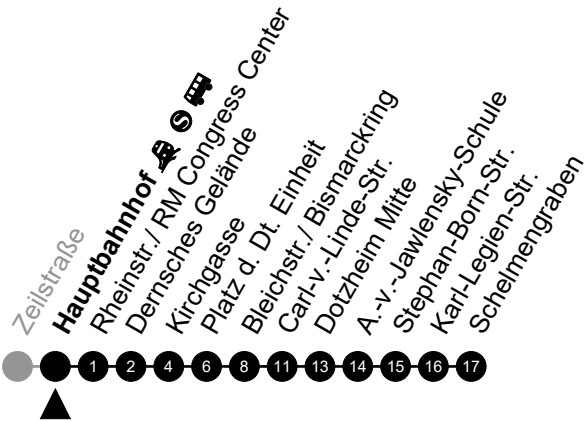 Zeilstraße
Hauptbahnhof
Rheinstr./ RM Congress Center
Dernsches Gelände
Kirchgasse
Platz d. Dt. Einheit
Bleichstr./ Bismarckring
Carl-v.-Linde-Str.
Dotzheim Mitte
A.-v.-Jawlensky-Schule
Stephan-Born-Str.
Karl-Legien-Str.
Schelmengraben
1 2 4 6 8 11 13 14 15 16 17